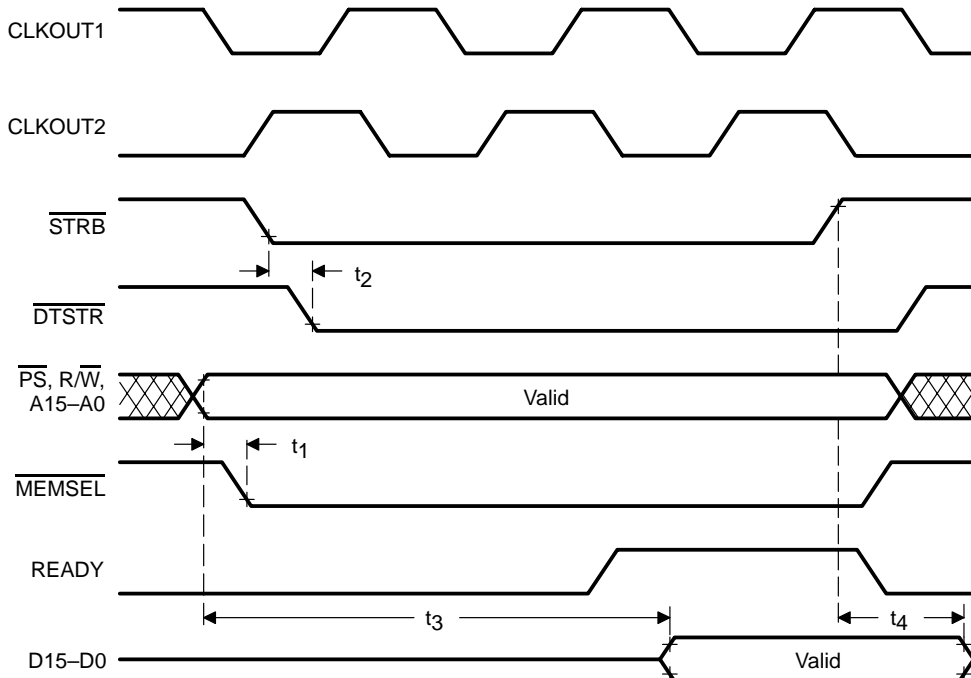 CLKOUT1
CLKOUT2
STRB
t2
DTSTR
PS, R/W,
A15–A0
Valid
t1
MEMSEL
READY
t3
t4
D15–D0
Valid